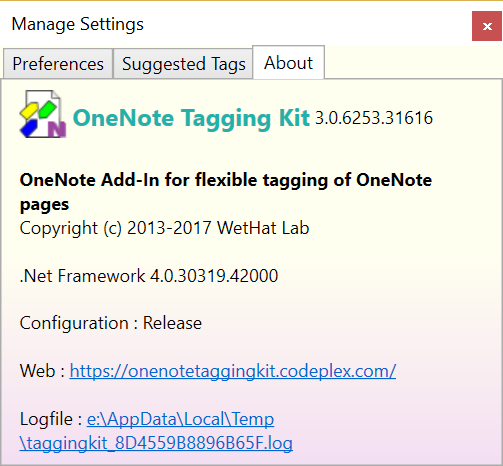 Manage Settings
x
Preferences Suggested Tags About
N
OneNote Tagging Kit 3.0.6253.31616
OneNote Add-In for flexible tagging of OneNote
pages
Copyright (c) 2013-2017 WetHat Lab
.Net Framework 4.0.30319.42000
Configuration : Release
Web : https://onenotetaggingkit.codeplex.com/
Logfile : e:\AppData\Local\Temp
\taggingkit_8D4559B8896B65F.log